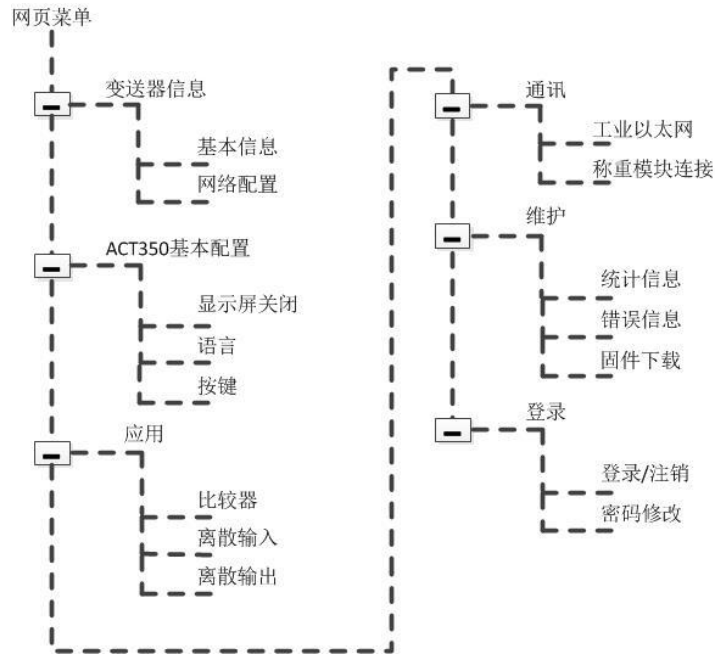 网页菜单
变送器信息
基本信息
网络配置
ACT350基本配置
显示屏关闭
语言
按键
应用
比较器
离散输入
离散输出
通讯
工业以太网
称重模块连接
维护
统计信息
错误信息
固件下载
登录
登录/注销
密码修改